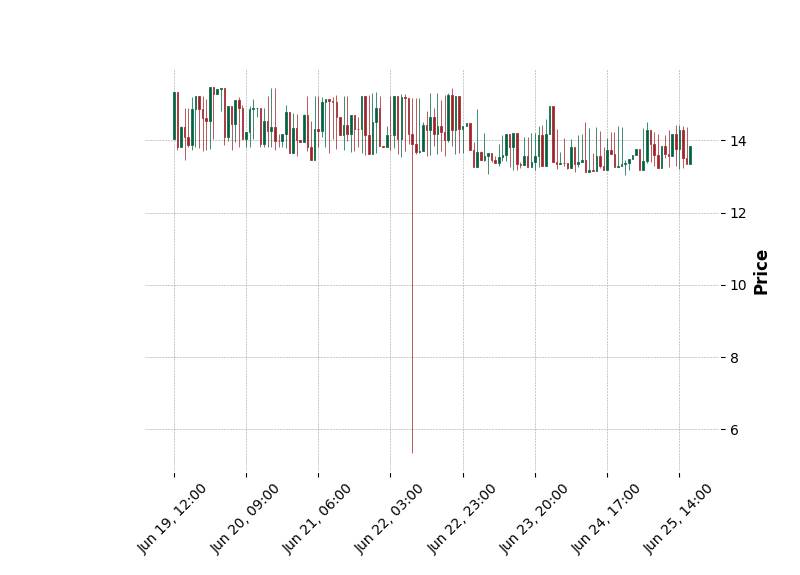 14
12
10
8
6
Price
Jun 19, 12:00
Jun 20, 09:00
Jun 21, 06:00
Jun 22, 03:00
Jun 22, 23:00
Jun 23, 20:00
Jun 24, 17:00
Jun 25, 14:00